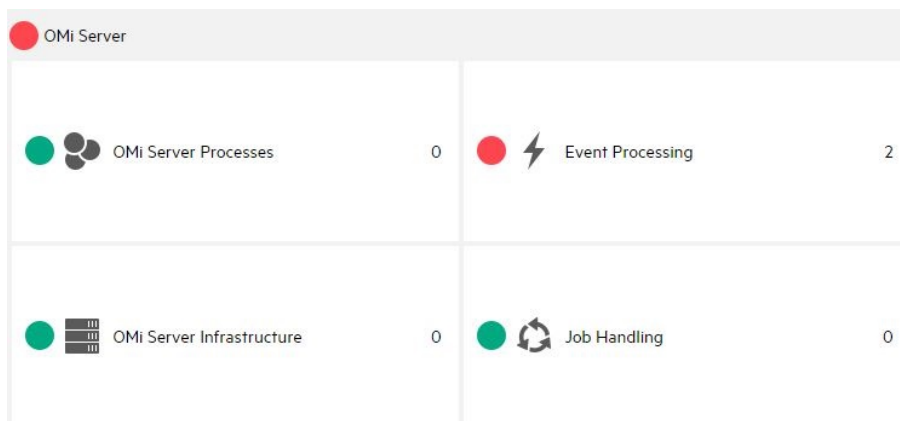 OMi Server
OMi Server Processes 0
Event Processing 2
OMi Server Infrastructure 0
Job Handling 0